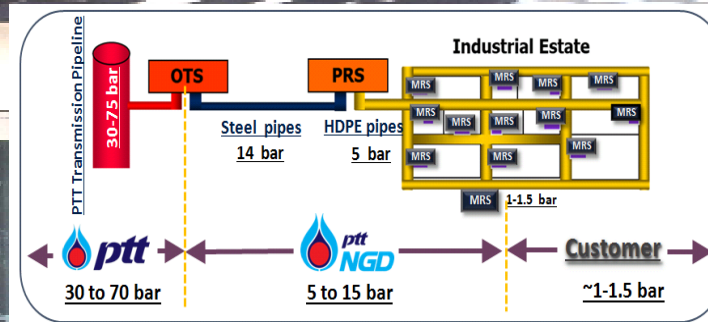 Industrial Estate
PTT Transmission Pipeline
30-75 bar
OTS
PRS
Steel pipes
14 bar
HDPE pipes
5 bar
MRS
MRS
MRS
MRS
MRS
MRS
MRS
MRS
MRS
MRS
MRS
MRS
MRS
1-1.5 bar
ptt
30 to 70 bar
ptt
NGD
5 to 15 bar
Customer
~1-1.5 bar